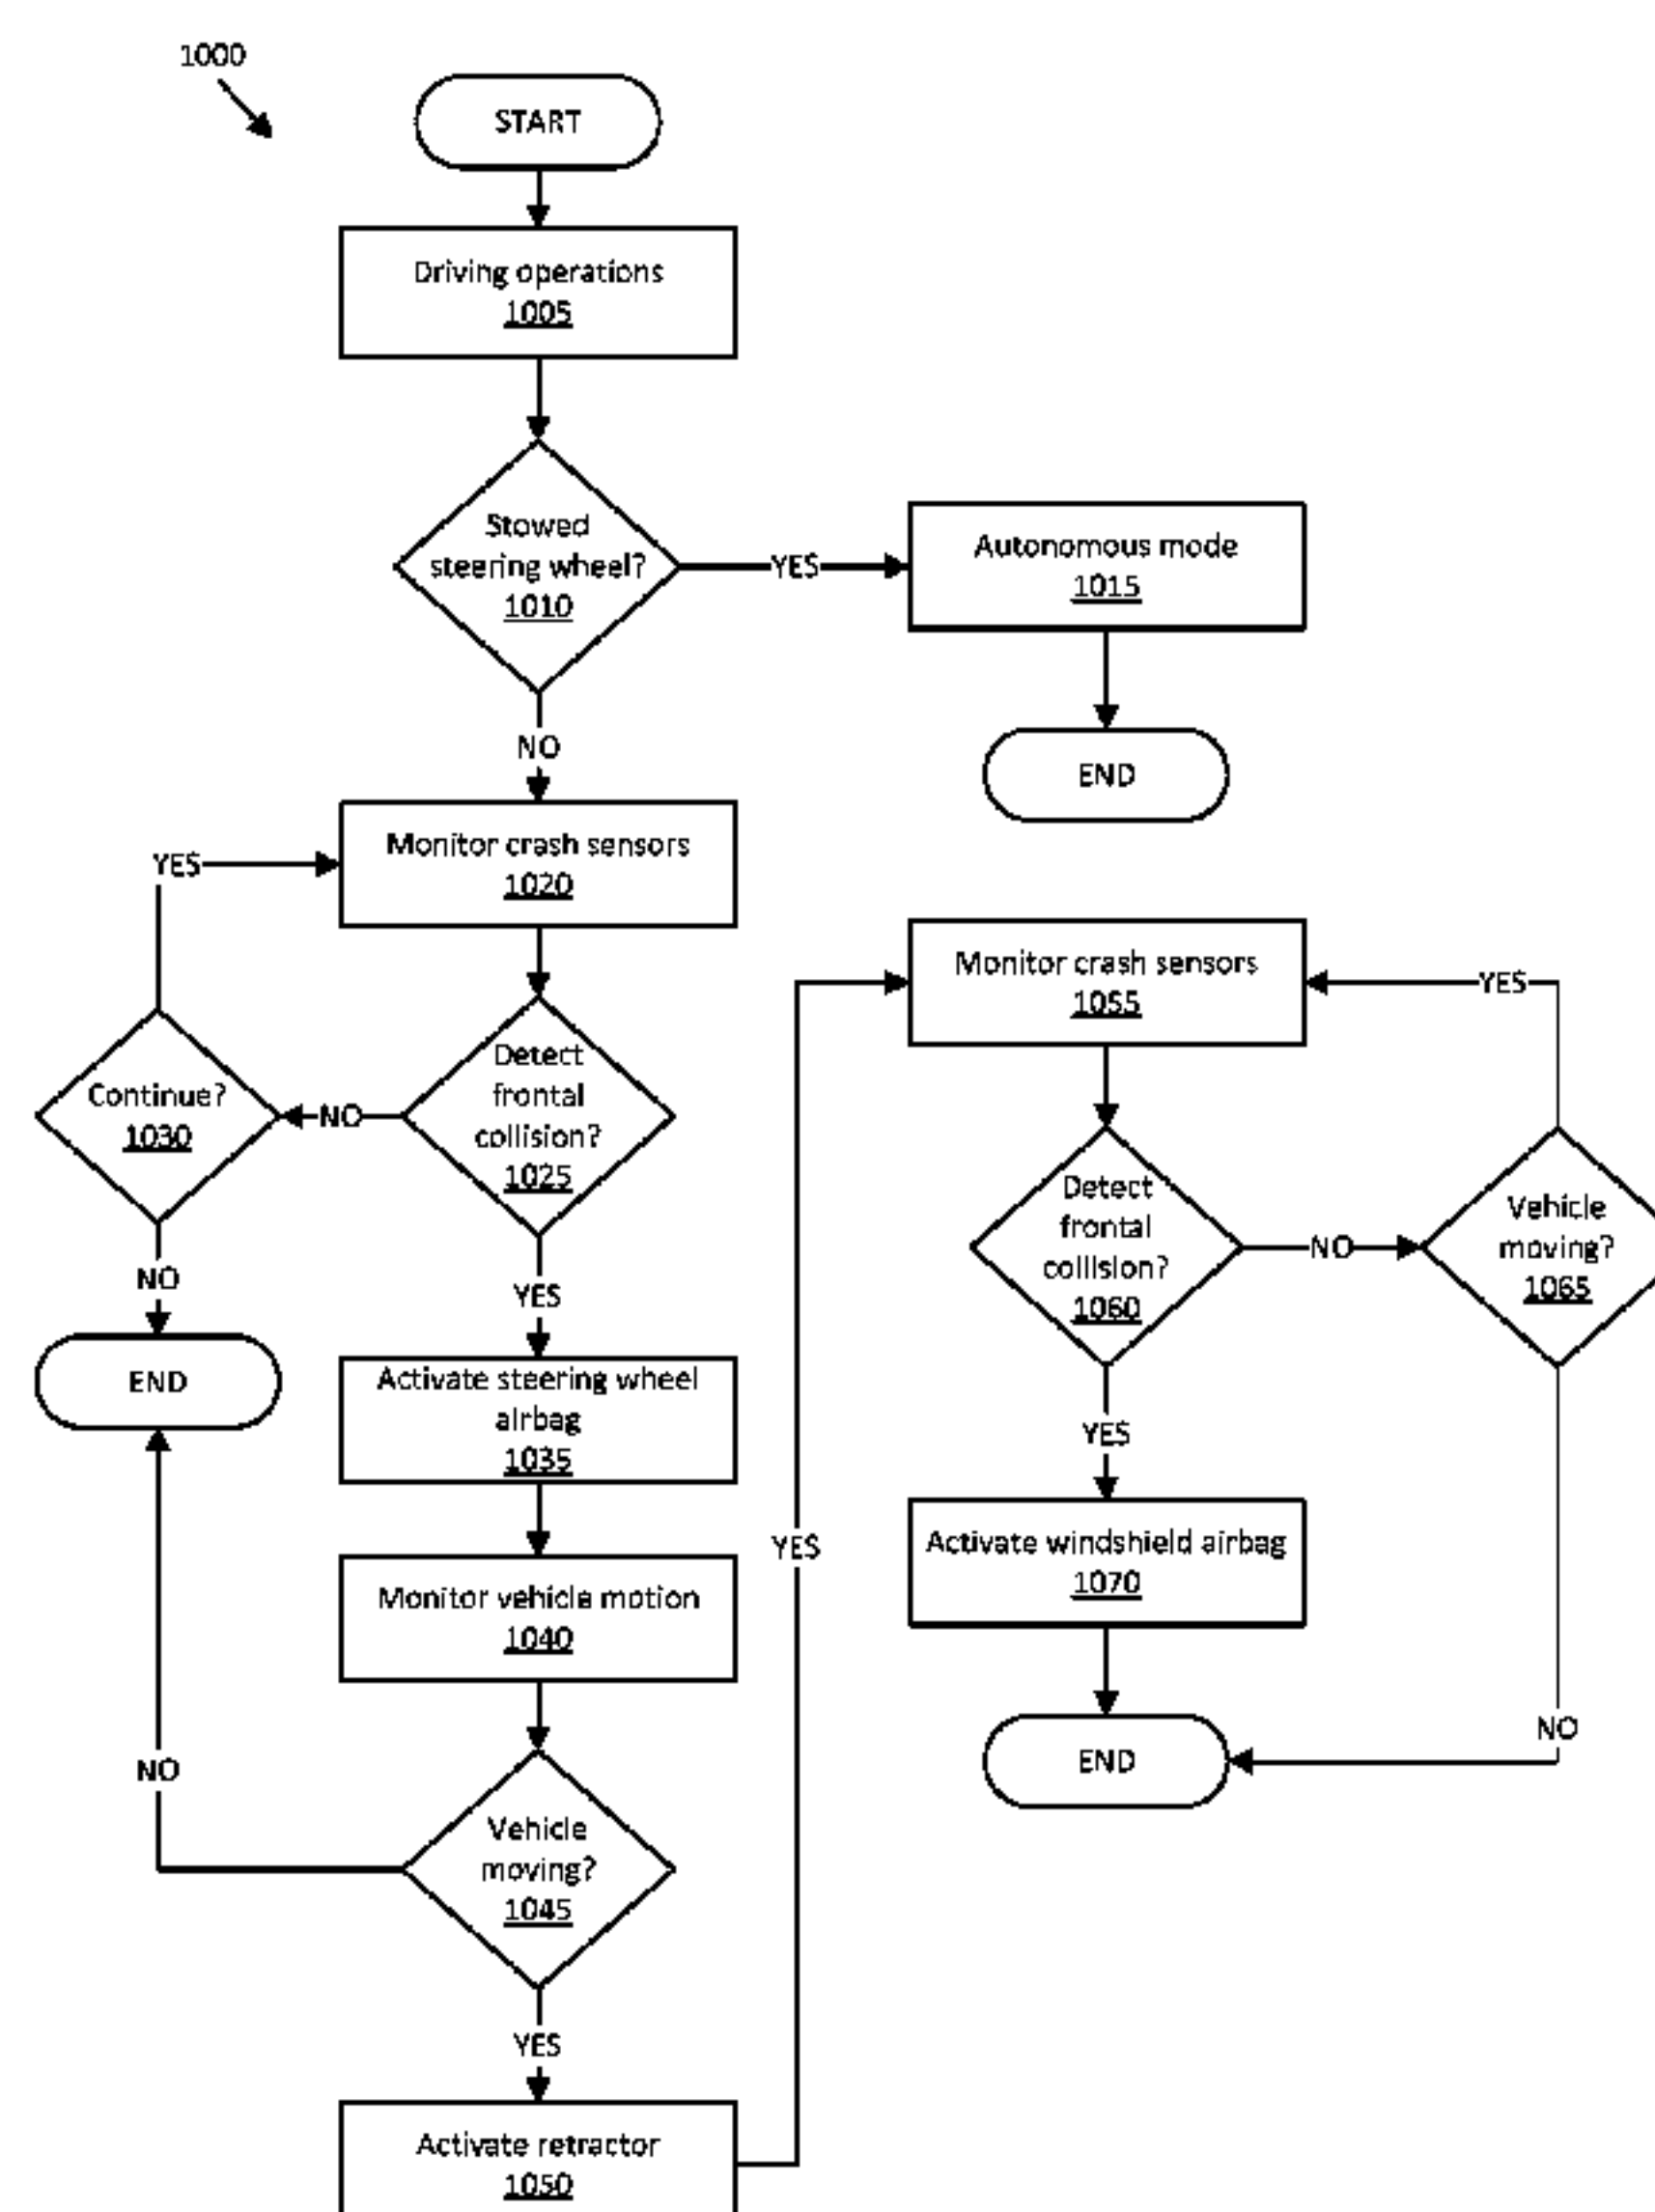 1000
START
Driving operations
1005
Stowed
steering wheel?
1010
YES
Autonomous mode
1015
END
NO
Monitor crash sensors
1020
YES
Detect
frontal
collision?
1025
NO
Continue?
1030
NO
END
YES
Activate steering wheel
airbag
1035
Monitor vehicle motion
1040
Vehicle
moving?
1045
NO
YES
Activate retractor
1050
YES
Monitor crash sensors
1055
YES
Detect
frontal
collision?
1060
NO
Vehicle
moving?
1065
YES
Activate windshield airbag
1070
NO
END